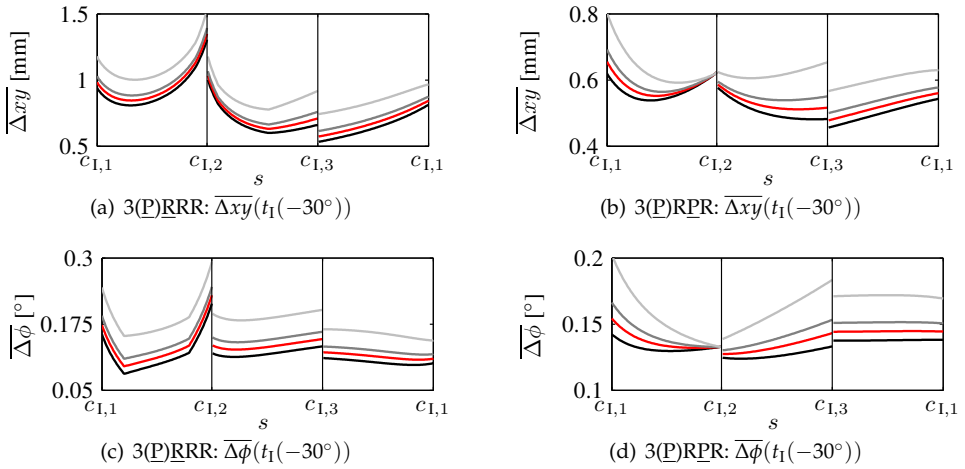 1.5
1
0.5
Δxy [mm]
c_{I,1} c_{I,2} c_{I,3} c_{I,1}
s
(a) 3(P)RRR: Δxy(t_I(−30°))
0.8
0.6
0.4
Δxy [mm]
c_{I,1} c_{I,2} c_{I,3} c_{I,1}
s
(b) 3(P)RPR: Δxy(t_I(−30°))
0.3
0.175
0.05
Δϕ [°]
c_{I,1} c_{I,2} c_{I,3} c_{I,1}
s
(c) 3(P)RRR: Δϕ(t_I(−30°))
0.2
0.15
0.1
Δϕ [°]
c_{I,1} c_{I,2} c_{I,3} c_{I,1}
s
(d) 3(P)RPR: Δϕ(t_I(−30°))